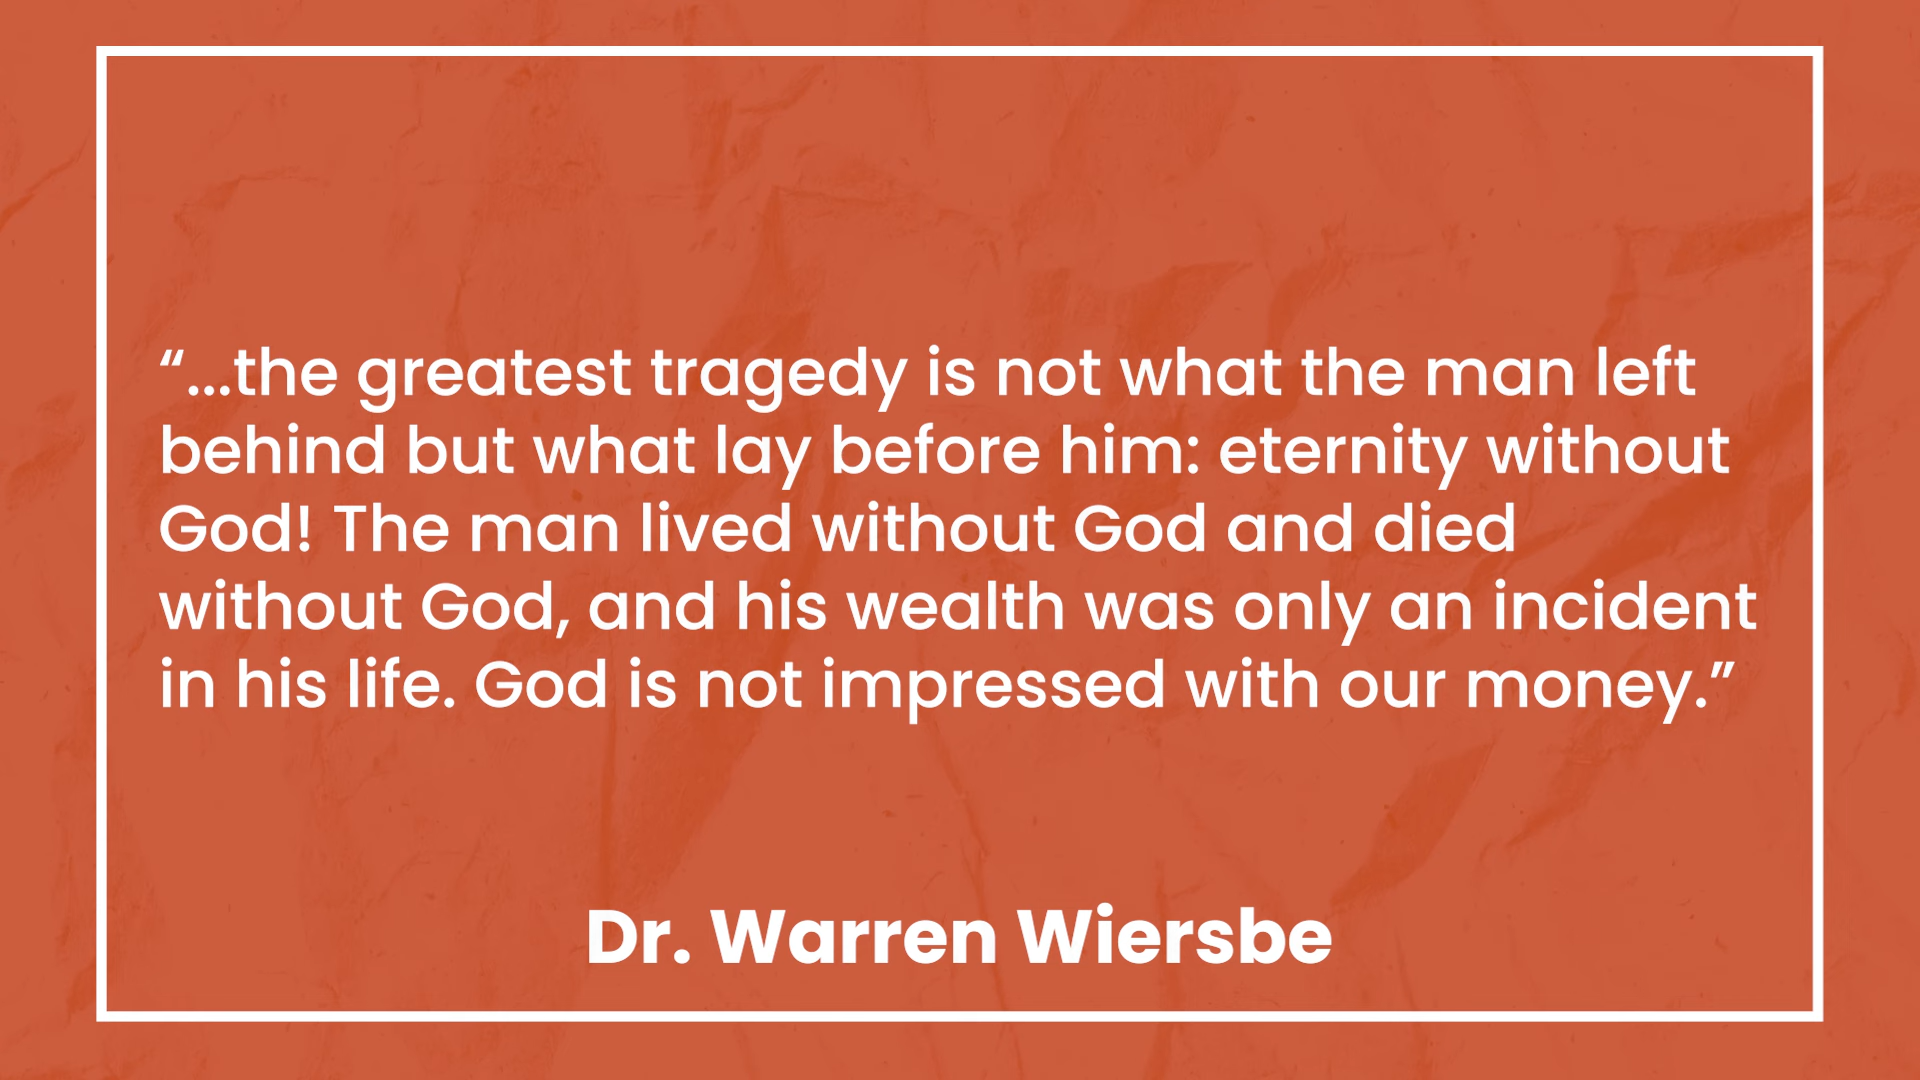 “...the greatest tragedy is not what the man left
behind but what lay before him: eternity without
God! The man lived without God and died
without God, and his wealth was only an incident
in his life. God is not impressed with our money.”
Dr. Warren Wiersbe